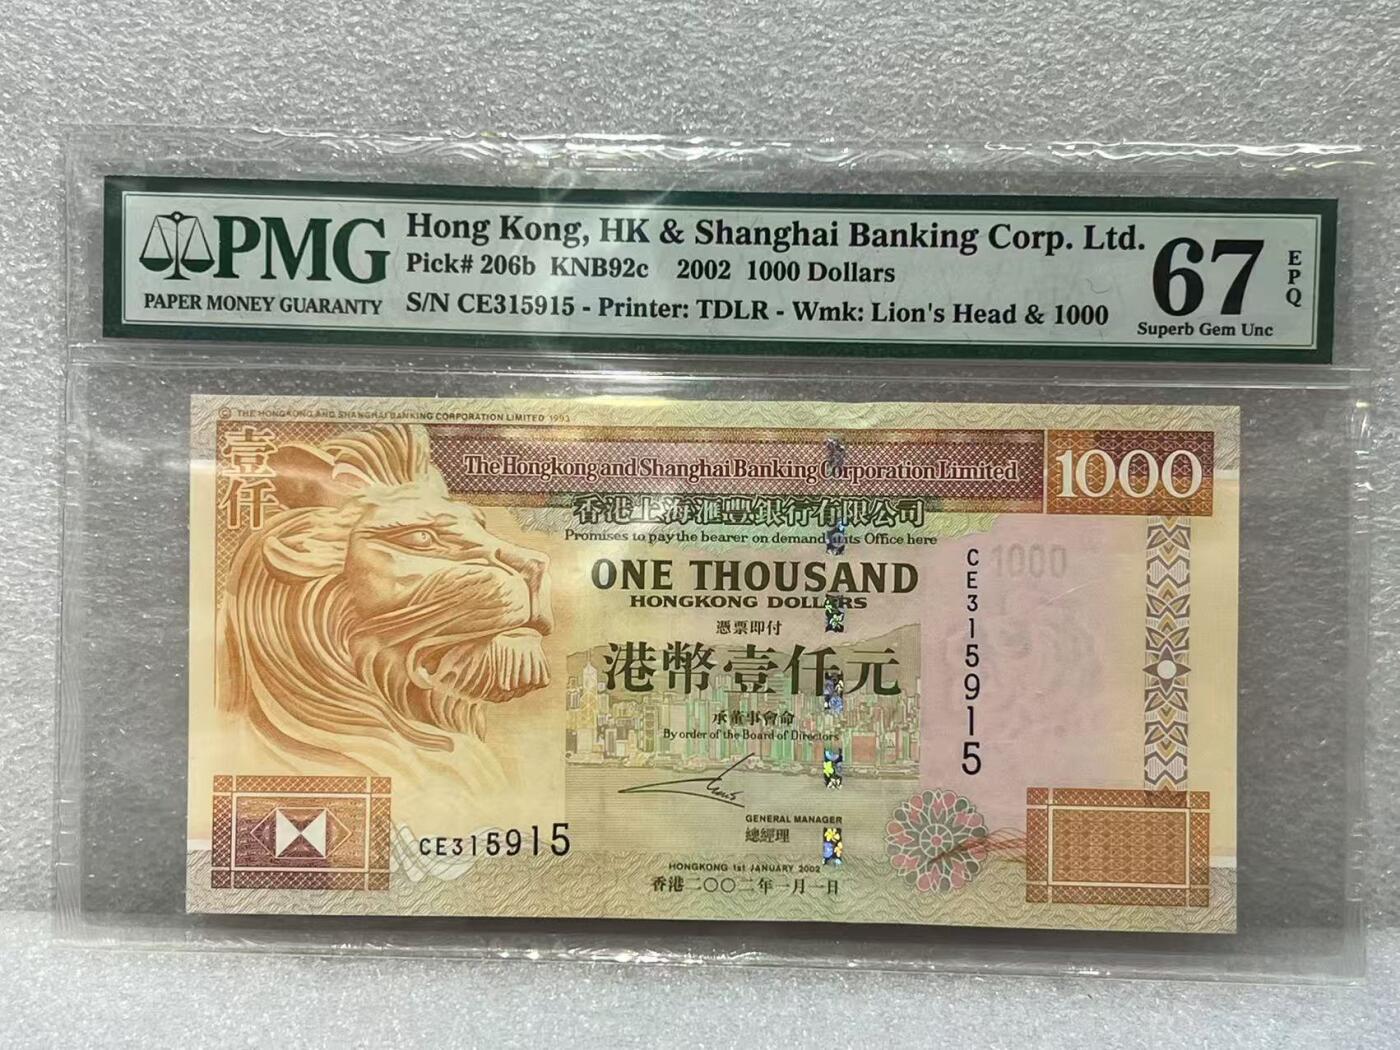 PMG
PAPER MONEY GUARANTY
Hong Kong, HK & Shanghai Banking Corp. Ltd.
Pick# 206b KNB92c 2002 1000 Dollars
S/N CE315915 - Printer: TDLR - Wmk: Lion's Head & 1000
67
EPQ
Superb Gem Unc
© THE HONGKONG AND SHANGHAI BANKING CORPORATION LIMITED 1993
壹仟
The Hongkong and Shanghai Banking Corporation Limited
1000
香港上海滙豐銀行有限公司
Promises to pay the bearer on demand at its Office here
ONE THOUSAND
HONGKONG DOLLARS
憑票即付
港幣壹仟元
承董事會命
By order of the Board of Directors
GENERAL MANAGER
總經理
HONGKONG 1st JANUARY 2002
香港二〇〇二年一月一日
CE315915
CE315915
1000